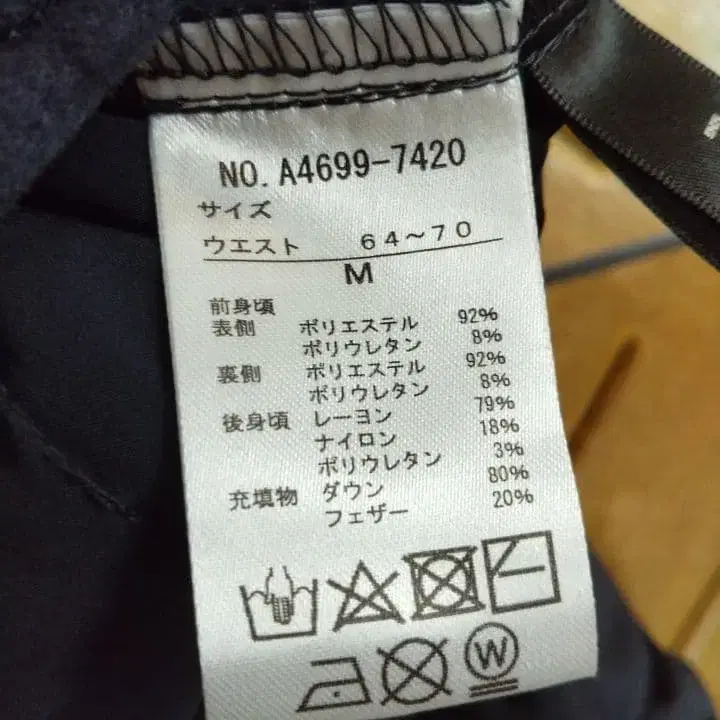 NO. A4699-7420
サイズ
ウエスト 64~70
M
前身頃
表側 ポリエステル 92%
ポリウレタン 8%
裏側 ポリエステル 92%
ポリウレタン 8%
後身頃 レーヨン 79%
ナイロン 18%
ポリウレタン 3%
充填物 ダウン 80%
フェザー 20%
W